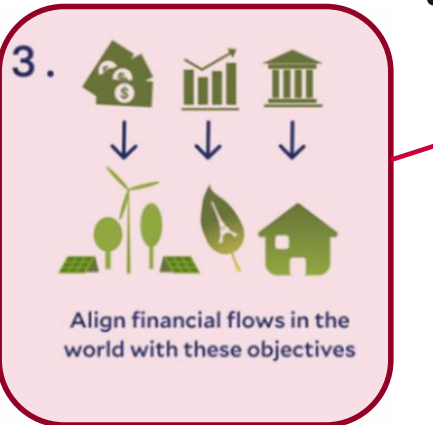 3.
Align financial flows in the
world with these objectives